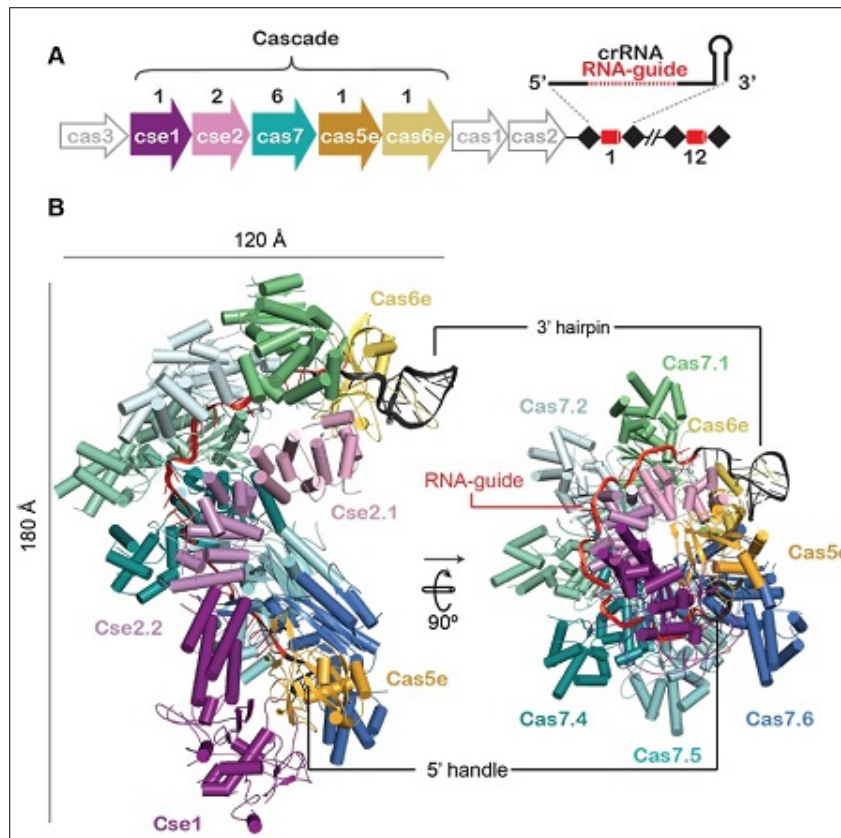 A
Cascade
crRNA
RNA-guide
5’
3’
1 2 6 1 1
cas3 cse1 cse2 cas7 cas5e cas6e cas1 cas2
1 12
B
120 Å
180 Å
Cas6e
3’ hairpin
Cas7.1
Cas7.2
Cas6e
RNA-guide
Cse2.1
Cas5e
90º
Cse2.2
Cas5e
Cas7.4
Cas7.6
Cas7.5
5’ handle
Cse1